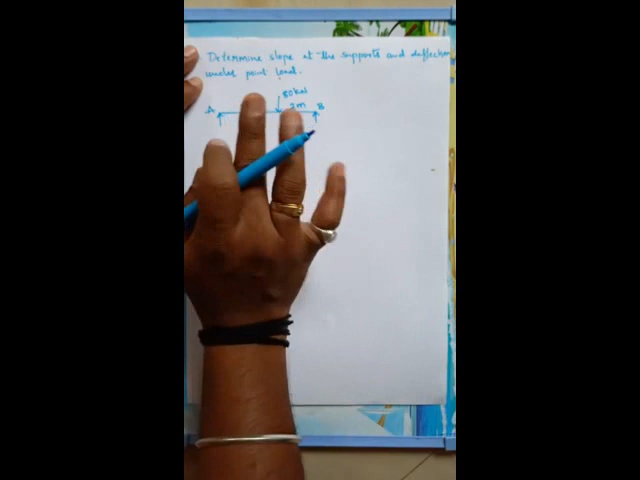 Determine slope at the supports and deflection
under point load.
80kN
A 2m B